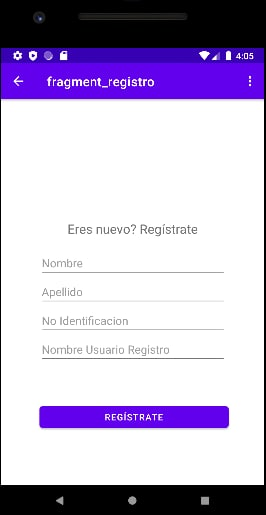 4:05
fragment_registro
Eres nuevo? Regístrate
Nombre
Apellido
No Identificacion
Nombre Usuario Registro
REGÍSTRATE